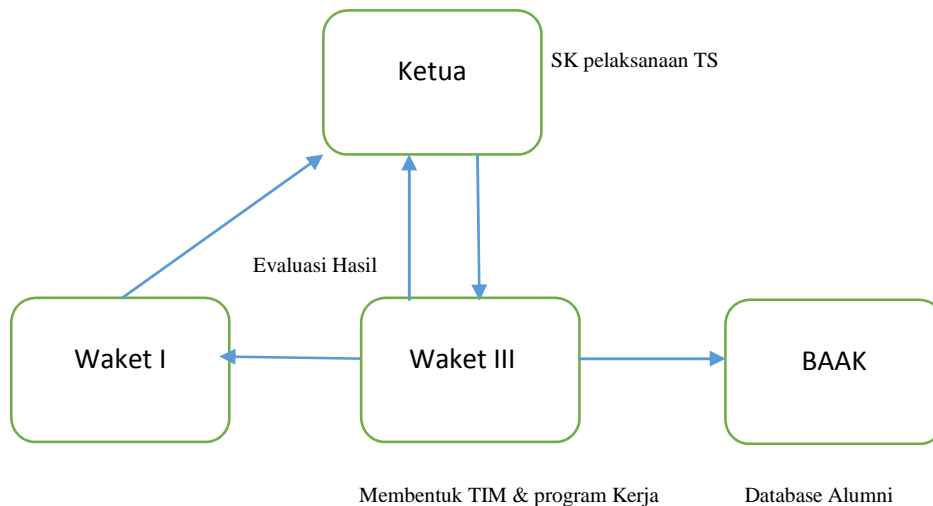 Ketua
SK pelaksanaan TS
Evaluasi Hasil
Waket I
Waket III
BAAK
Membentuk TIM & program Kerja
Database Alumni